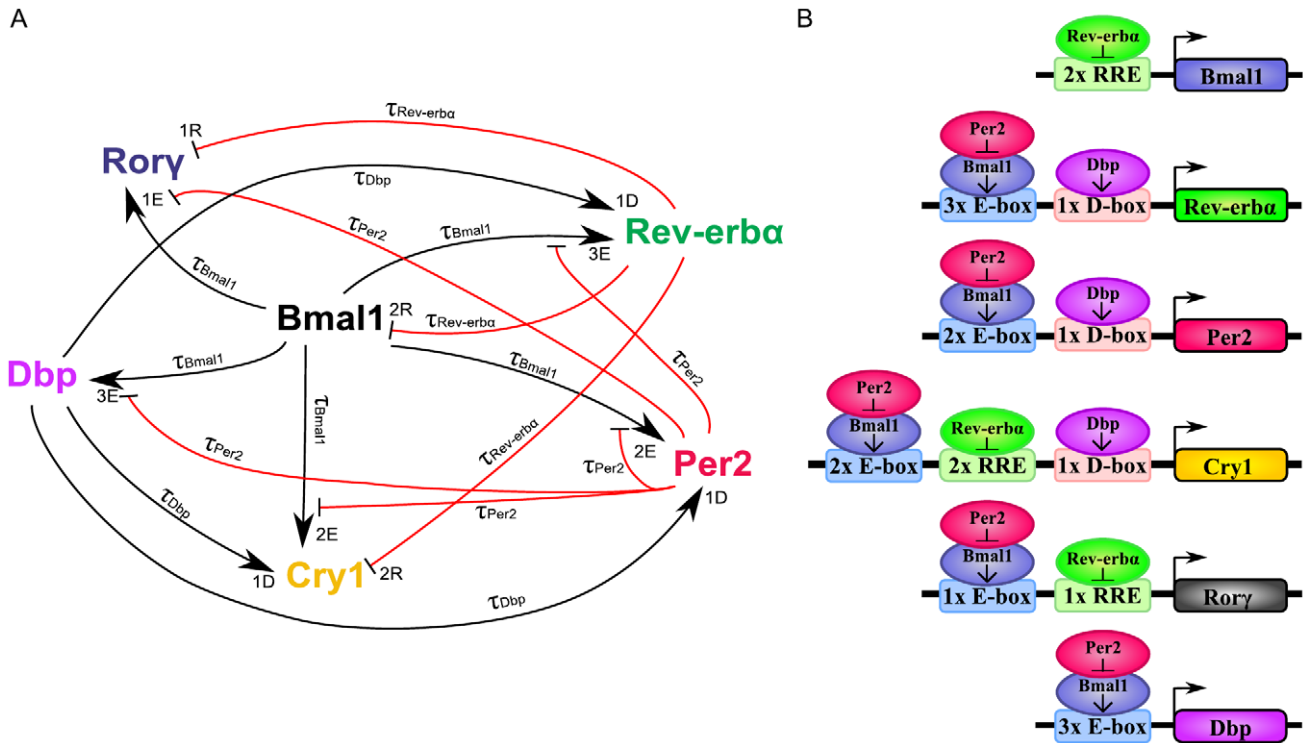 A
τRev-erbα
1R
Rorγ
τDbp
1D
1E
τPer2
τBmal1
Rev-erbα
3E
τBmal1
Bmal1
2R
τRev-erbα
τBmal1
τBmal1
τPer2
Dbp
3E
τBmal1
τRev-erbα
2E
τPer2
τPer2
Per2
1D
τDbp
τPer2
2E
1D
Cry1
2R
τDbp
B
Rev-erbα
2x RRE
Bmal1
Per2
Bmal1
Dbp
3x E-box
1x D-box
Rev-erbα
Per2
Bmal1
Dbp
2x E-box
1x D-box
Per2
Per2
Bmal1
Rev-erbα
Dbp
2x E-box
2x RRE
1x D-box
Cry1
Per2
Bmal1
Rev-erbα
1x E-box
1x RRE
Rorγ
Per2
Bmal1
3x E-box
Dbp